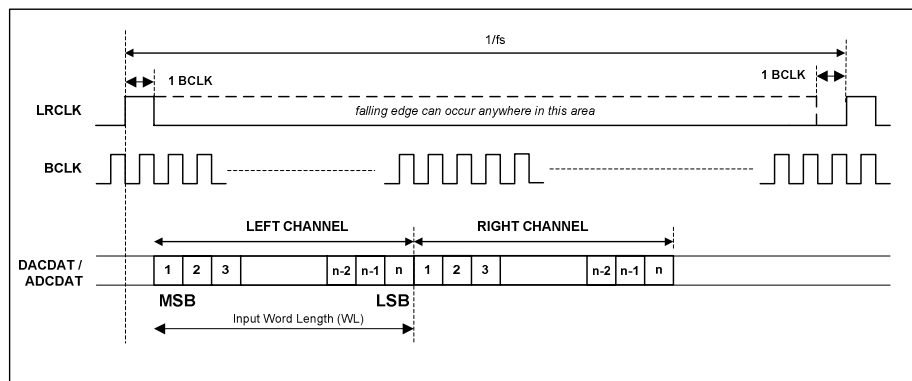 1/fs
1 BCLK
1 BCLK
LRCLK
falling edge can occur anywhere in this area
BCLK
LEFT CHANNEL
RIGHT CHANNEL
DACDAT /
ADCDAT
1 2 3 n-2 n-1 n 1 2 3 n-2 n-1 n
MSB LSB
Input Word Length (WL)